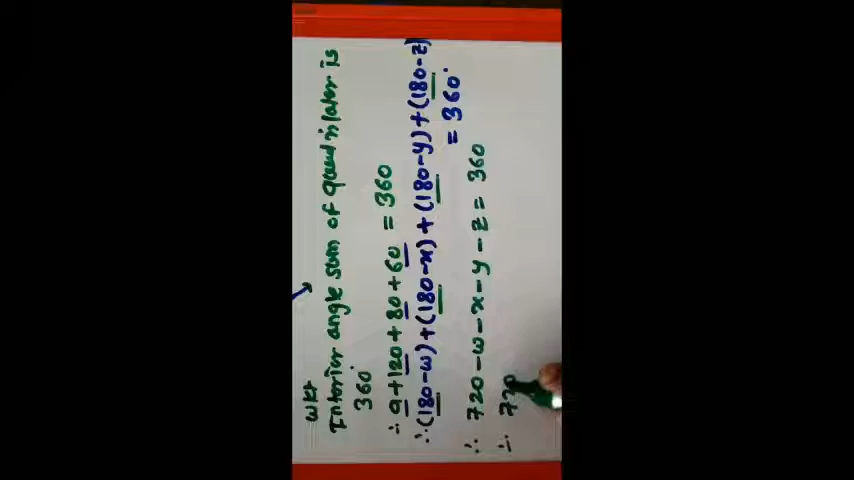 WKT
Interior angle sum of quadrilater is
360°
∴ a + 120 + 80 + 60 = 360
∴ (180-w) + (180-x) + (180-y) + (180-z)
= 360°
∴ 720 - w - x - y - z = 360
∴ 720